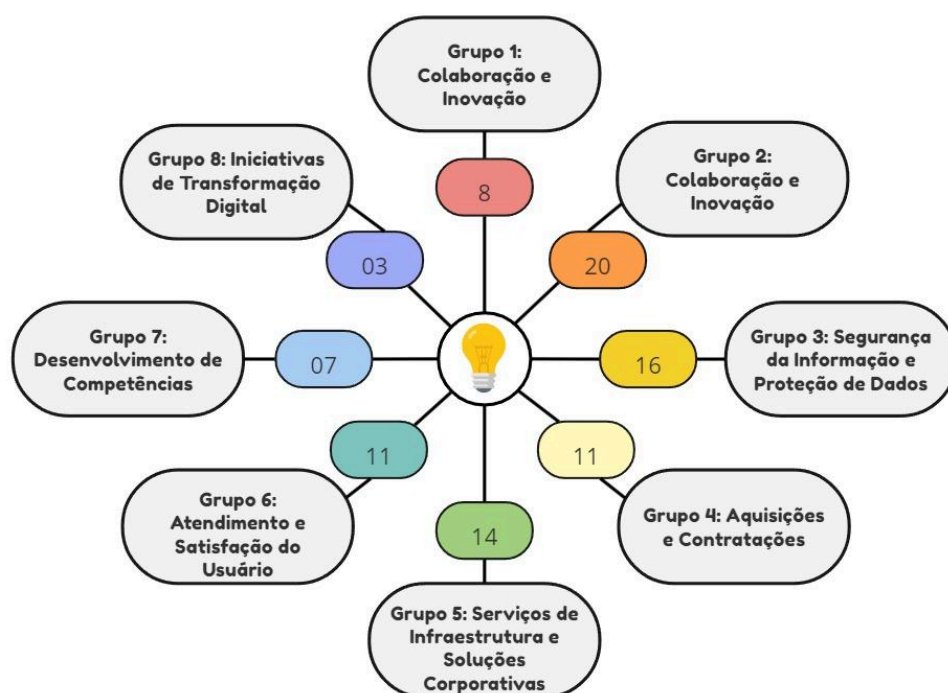 Grupo 1:
Colaboração e
Inovação
8
Grupo 2:
Colaboração e
Inovação
20
Grupo 3: Segurança
da Informação e
Proteção de Dados
16
Grupo 4: Aquisições
e Contratações
11
Grupo 5: Serviços de
Infraestrutura e
Soluções
Corporativas
14
Grupo 6:
Atendimento e
Satisfação do
Usuário
11
Grupo 7:
Desenvolvimento de
Competências
07
Grupo 8: Iniciativas
de Transformação
Digital
03